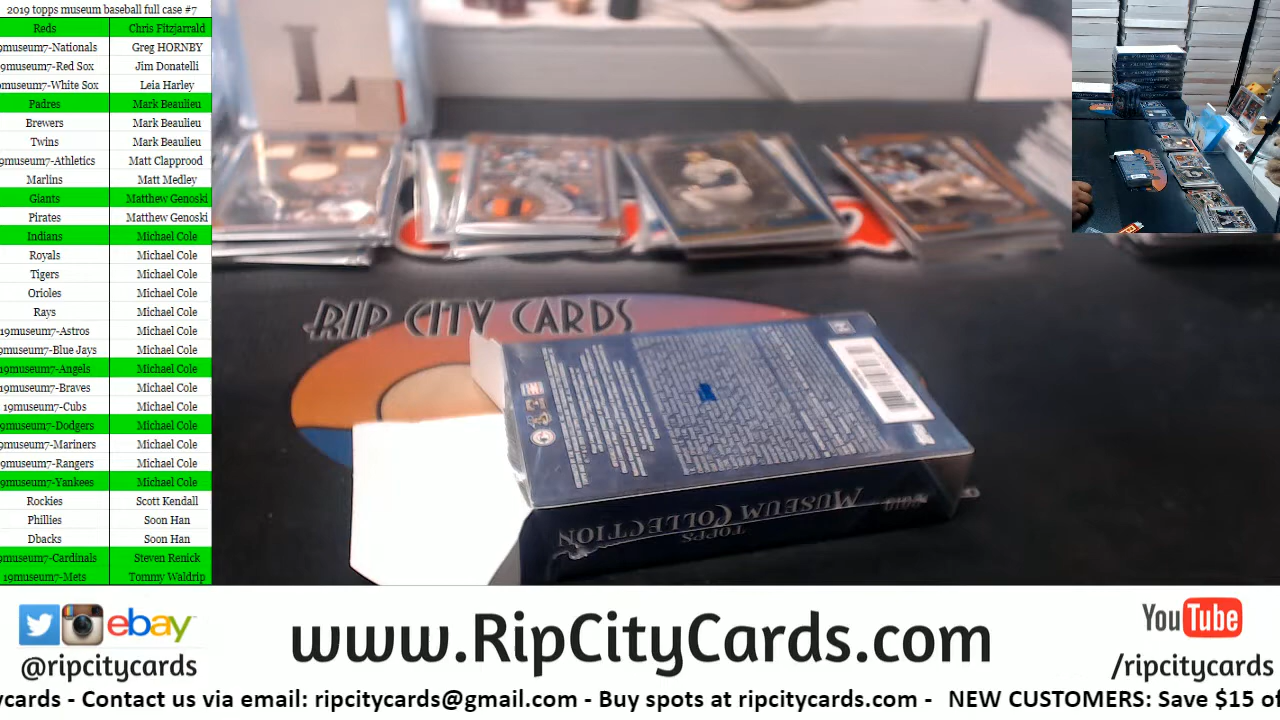 2019 topps museum baseball full case #7
Reds Chris Fitzjarrald
9museum7-Nationals Greg HORNBY
9museum7-Red Sox Jim Donatelli
9museum7-White Sox Leia Harley
Padres Mark Beaulieu
Brewers Mark Beaulieu
Twins Mark Beaulieu
9museum7-Athletics Matt Clapprood
Marlins Matt Medley
Giants Matthew Genoski
Pirates Matthew Genoski
Indians Michael Cole
Royals Michael Cole
Tigers Michael Cole
Orioles Michael Cole
Rays Michael Cole
19museum7-Astros Michael Cole
9museum7-Blue Jays Michael Cole
19museum7-Angels Michael Cole
19museum7-Braves Michael Cole
19museum7-Cubs Michael Cole
19museum7-Dodgers Michael Cole
9museum7-Mariners Michael Cole
9museum7-Rangers Michael Cole
9museum7-Yankees Michael Cole
Rockies Scott Kendall
Phillies Soon Han
Dbacks Soon Han
9museum7-Cardinals Steven Renick
19museum7-Mets Tommy Waldrip
RIP CITY CARDS
TOPPS
MUSEUM COLLECTION
2019
ebay
@ripcitycards
www.RipCityCards.com
YouTube
/ripcitycards
ycards - Contact us via email: ripcitycards@gmail.com - Buy spots at ripcitycards.com - NEW CUSTOMERS: Save $15 of